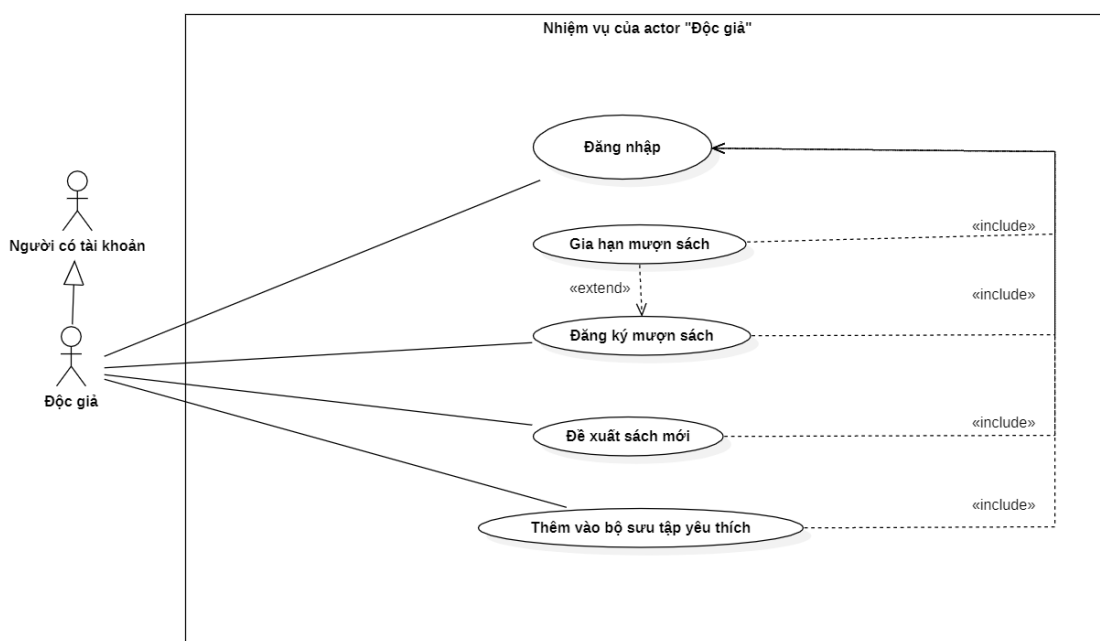 Nhiệm vụ của actor "Độc giả"
Đăng nhập
Người có tài khoản
Gia hạn mượn sách
«include»
«extend»
«include»
Đăng ký mượn sách
Độc giả
Đề xuất sách mới
«include»
Thêm vào bộ sưu tập yêu thích
«include»